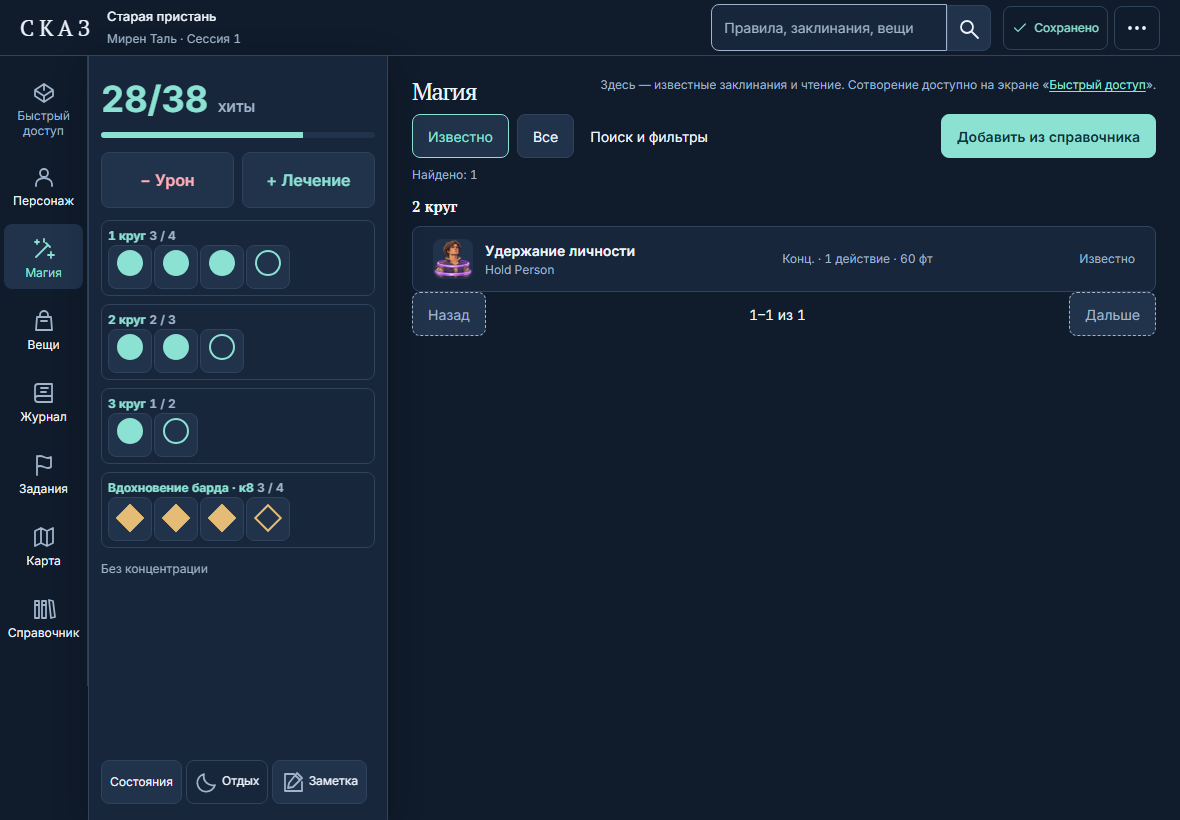 СКАЗ
Старая пристань
Мирен Таль · Сессия 1
Правила, заклинания, вещи
Сохранено
Быстрый
доступ
Персонаж
Магия
Вещи
Журнал
Задания
Карта
Справочник
28/38 хиты
– Урон
+ Лечение
1 круг 3 / 4
2 круг 2 / 3
3 круг 1 / 2
Вдохновение барда · к8 3 / 4
Без концентрации
Состояния
Отдых
Заметка
Магия
Здесь — известные заклинания и чтение. Сотворение доступно на экране «Быстрый доступ».
Известно
Все
Поиск и фильтры
Добавить из справочника
Найдено: 1
2 круг
Удержание личности
Hold Person
Конц. · 1 действие · 60 фт
Известно
Назад
1–1 из 1
Дальше